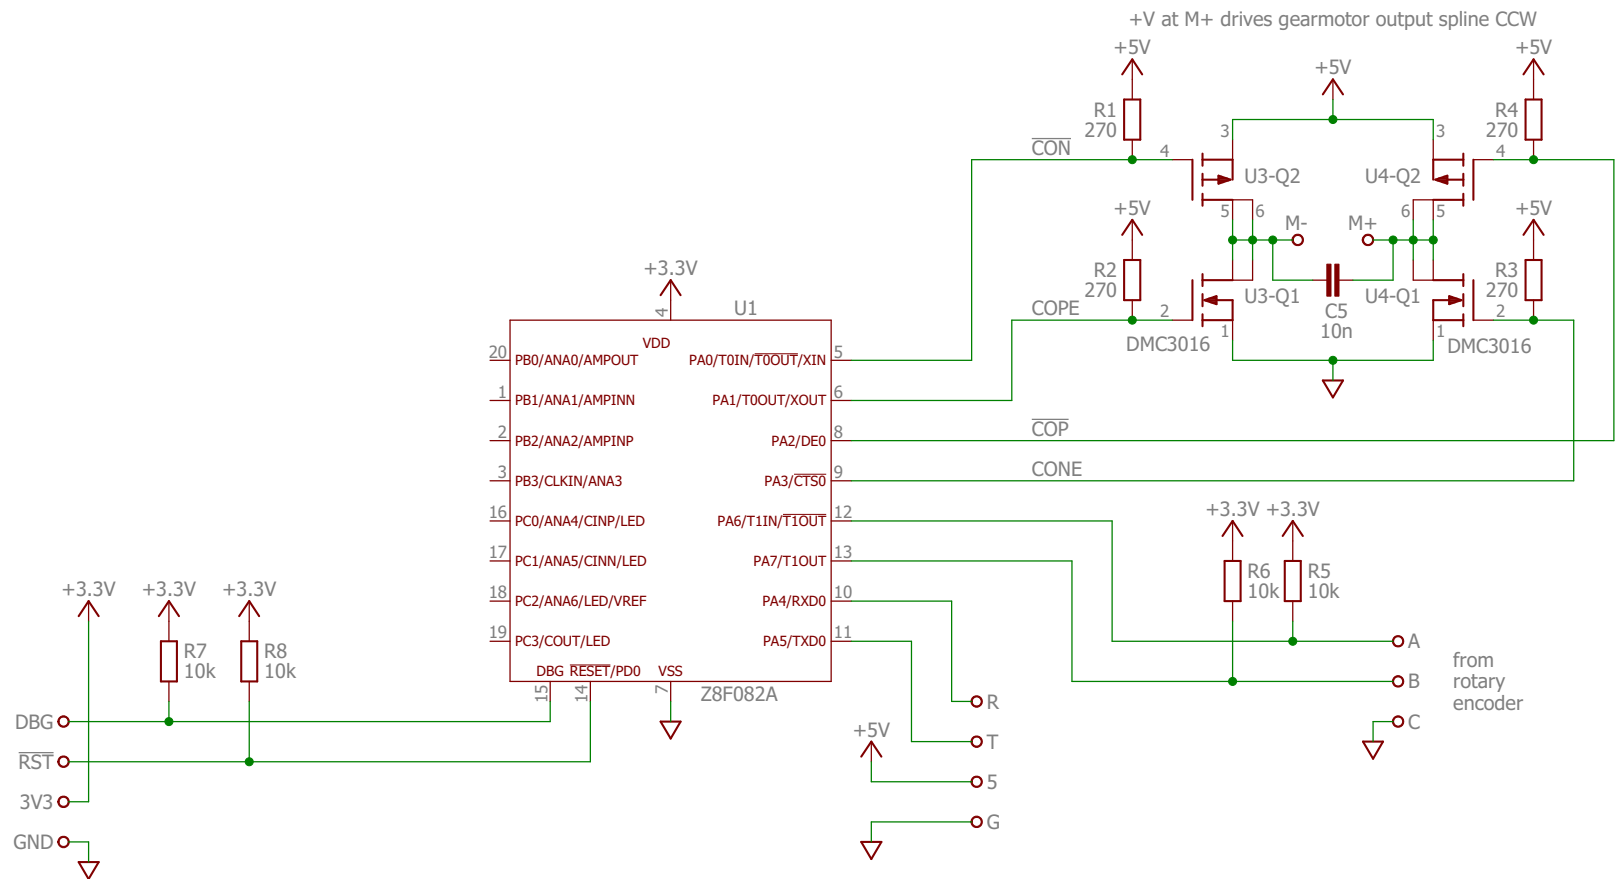 +V at M+ drives gearmotor output spline CCW
+5V
+5V
+5V
R1
270
R4
270
3
3
CON
4
4
U3-Q2
U4-Q2
+5V
5
6
6
5
+5V
M-
M+
R2
270
R3
270
U3-Q1
U4-Q1
COPE
2
2
C5
10n
1
1
DMC3016
DMC3016
+3.3V
4
U1
VDD
20
PB0/ANA0/AMPOUT
PA0/T0IN/T0OUT/XIN
5
1
PB1/ANA1/AMPINN
PA1/T0OUT/XOUT
6
2
PB2/ANA2/AMPINP
PA2/DE0
8
COP
3
PB3/CLKIN/ANA3
PA3/CTS0
9
CONE
16
PC0/ANA4/CINP/LED
PA6/T1IN/T1OUT
12
17
PC1/ANA5/CINN/LED
PA7/T1OUT
13
18
PC2/ANA6/LED/VREF
PA4/RXD0
10
19
PC3/COUT/LED
PA5/TXD0
11
DBG
RESET/PD0
VSS
15
14
7
Z8F082A
+3.3V
+3.3V
R6
10k
R5
10k
A
B
C
from
rotary
encoder
+3.3V
+3.3V
+3.3V
R7
10k
R8
10k
DBG
RST
3V3
GND
R
T
+5V
5
G